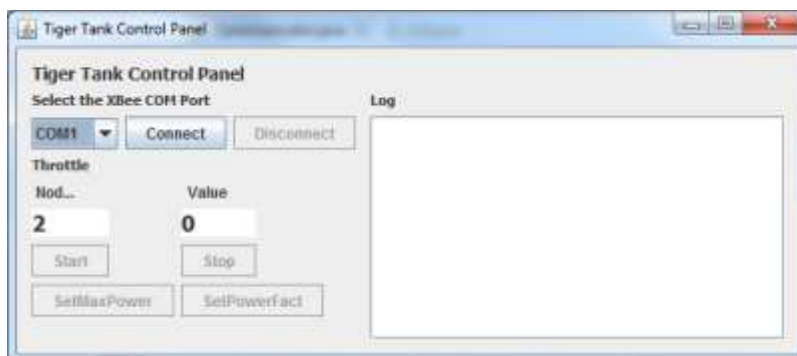 Tiger Tank Control Panel
Tiger Tank Control Panel
Select the XBee COM Port
COM1
Connect
Disconnect
Log
Throttle
Nod...
Value
2
0
Start
Stop
SetMaxPower
SetPowerFact